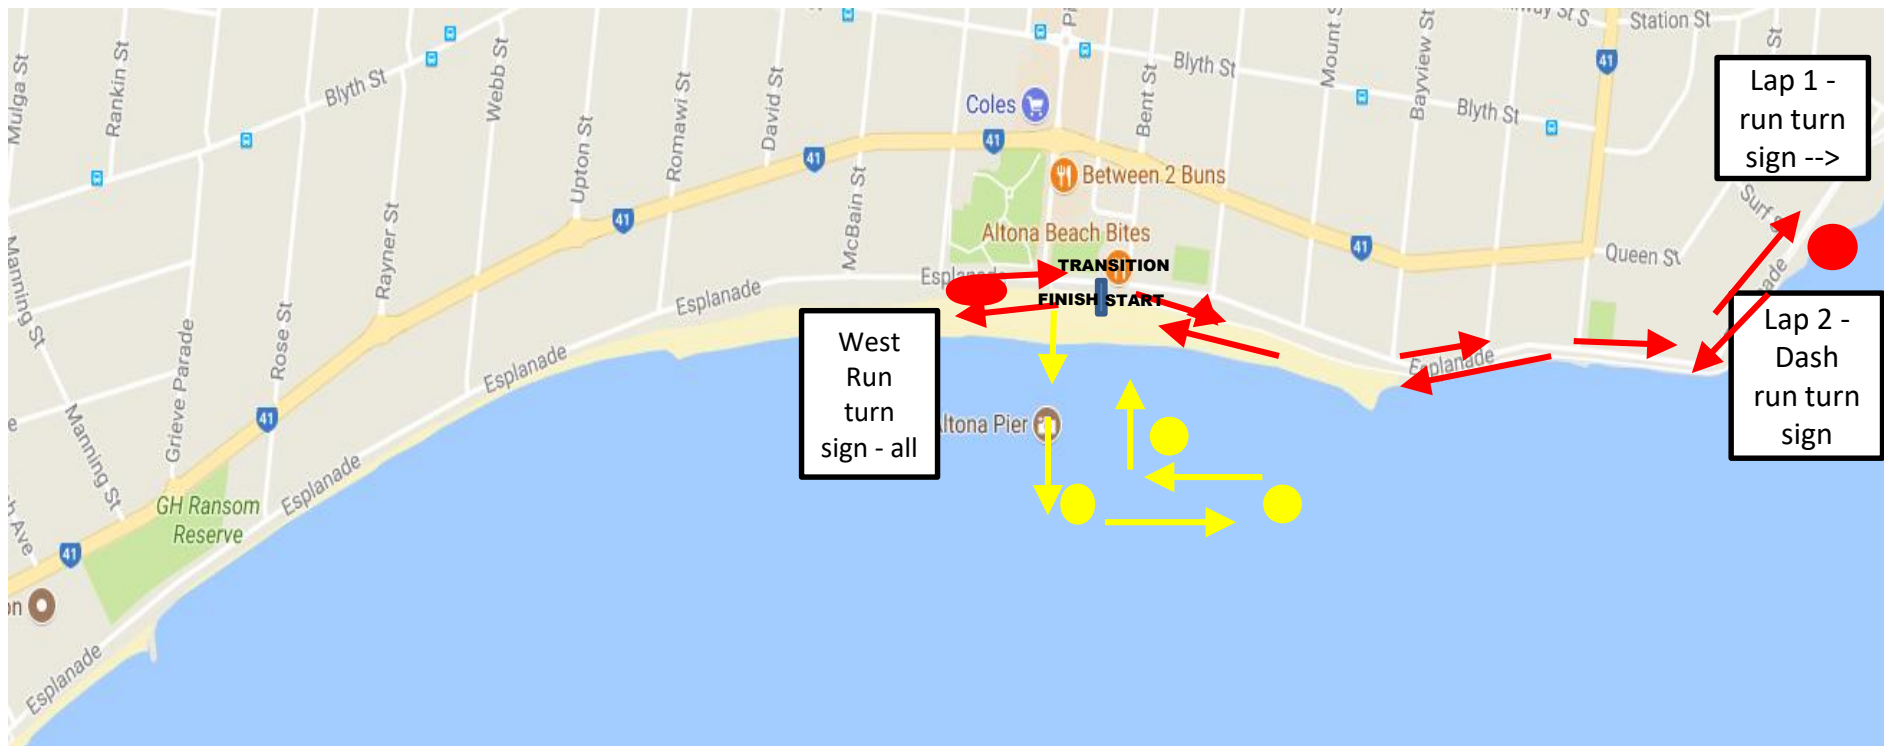 Mulga St
Rankin St
Blyth St
Webb St
Upton St
Romawi St
David St
McBain St
Rayner St
Rose St
Grieve Parade
Manning St
Manning St
GH Ransom
Reserve
Esplanade
Esplanade
Esplanade
Esplanade
41
41
41
41
41
41
41
Coles
Between 2 Buns
Altona Beach Bites
Bent St
Blyth St
Mount S
Bayview St
Blyth St
Station St
St
Queen St
Surf S
Esplanade
TRANSITION
FINISH
START
Altona Pier
West
Run
turn
sign - all
Lap 1 -
run turn
sign -->
Lap 2 -
Dash
run turn
sign